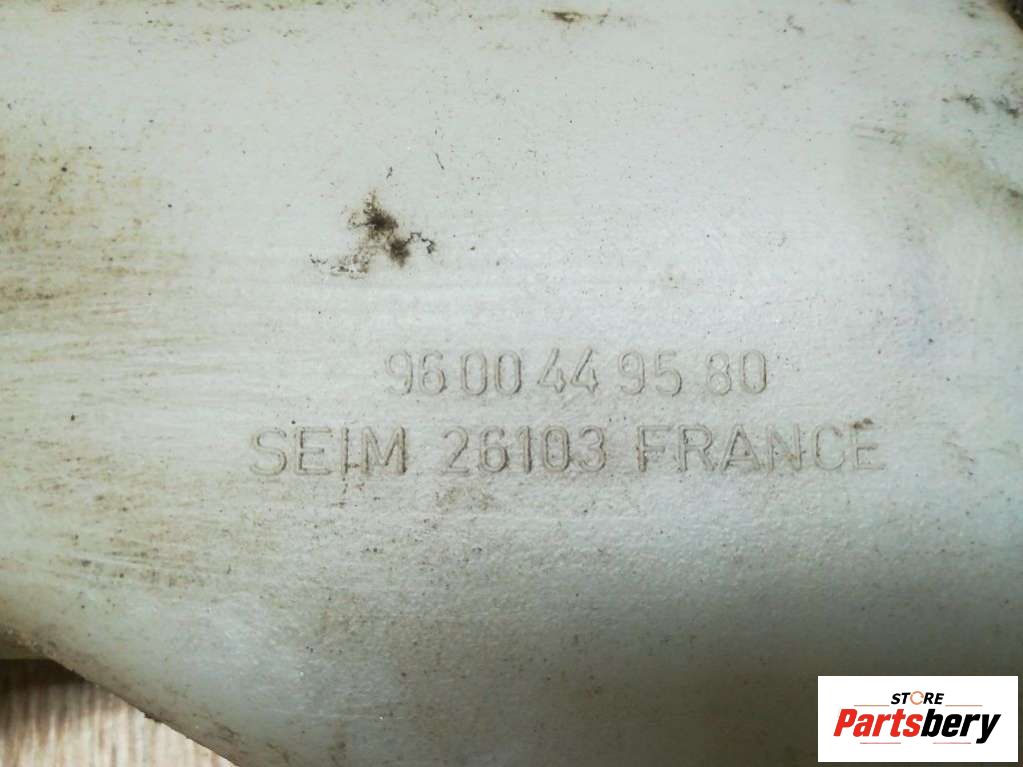 96 00 44 95 80
SEIM 26103 FRANCE
STORE
Partsbery